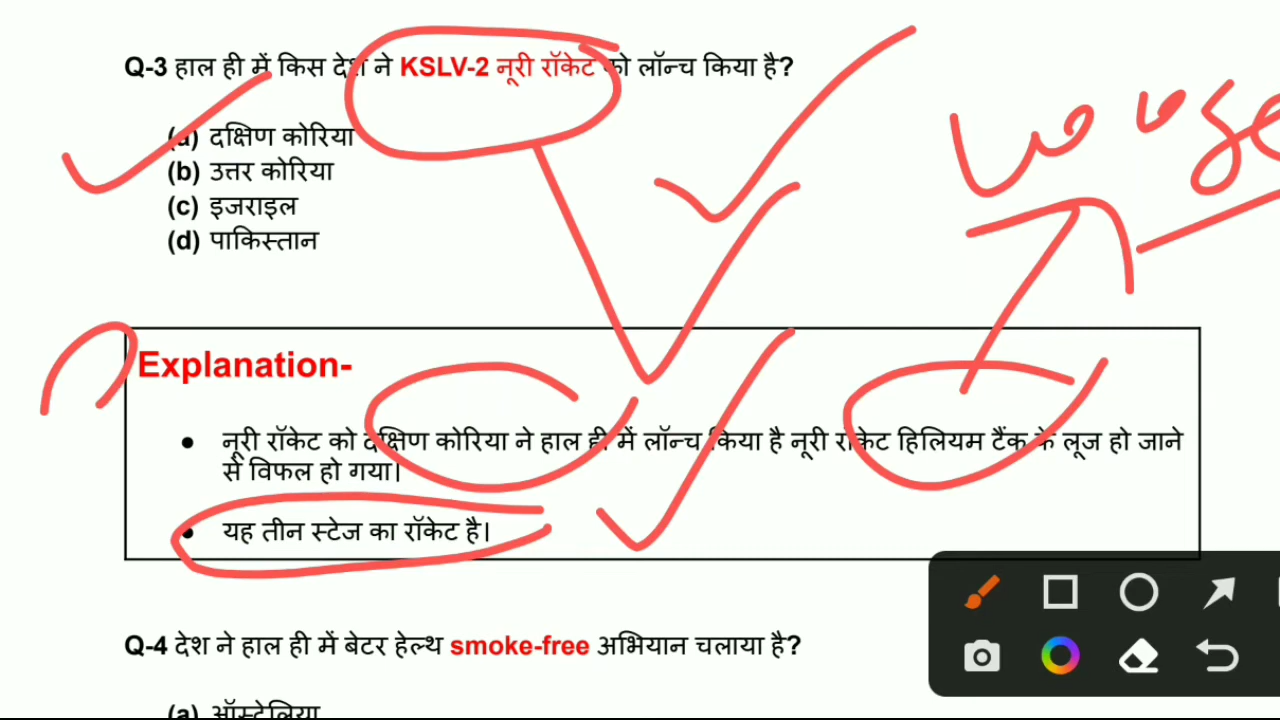 Q-3 हाल ही में किस देश ने KSLV-2 नूरी रॉकेट को लॉन्च किया है?
(a) दक्षिण कोरिया
(b) उत्तर कोरिया
(c) इजराइल
(d) पाकिस्तान
Explanation-
● नूरी रॉकेट को दक्षिण कोरिया ने हाल ही में लॉन्च किया है नूरी रॉकेट हिलियम टैंक के लूज हो जाने
से विफल हो गया।
● यह तीन स्टेज का रॉकेट है।
Q-4 देश ने हाल ही में बेटर हेल्थ smoke-free अभियान चलाया है?
(a) ऑस्टेलिया